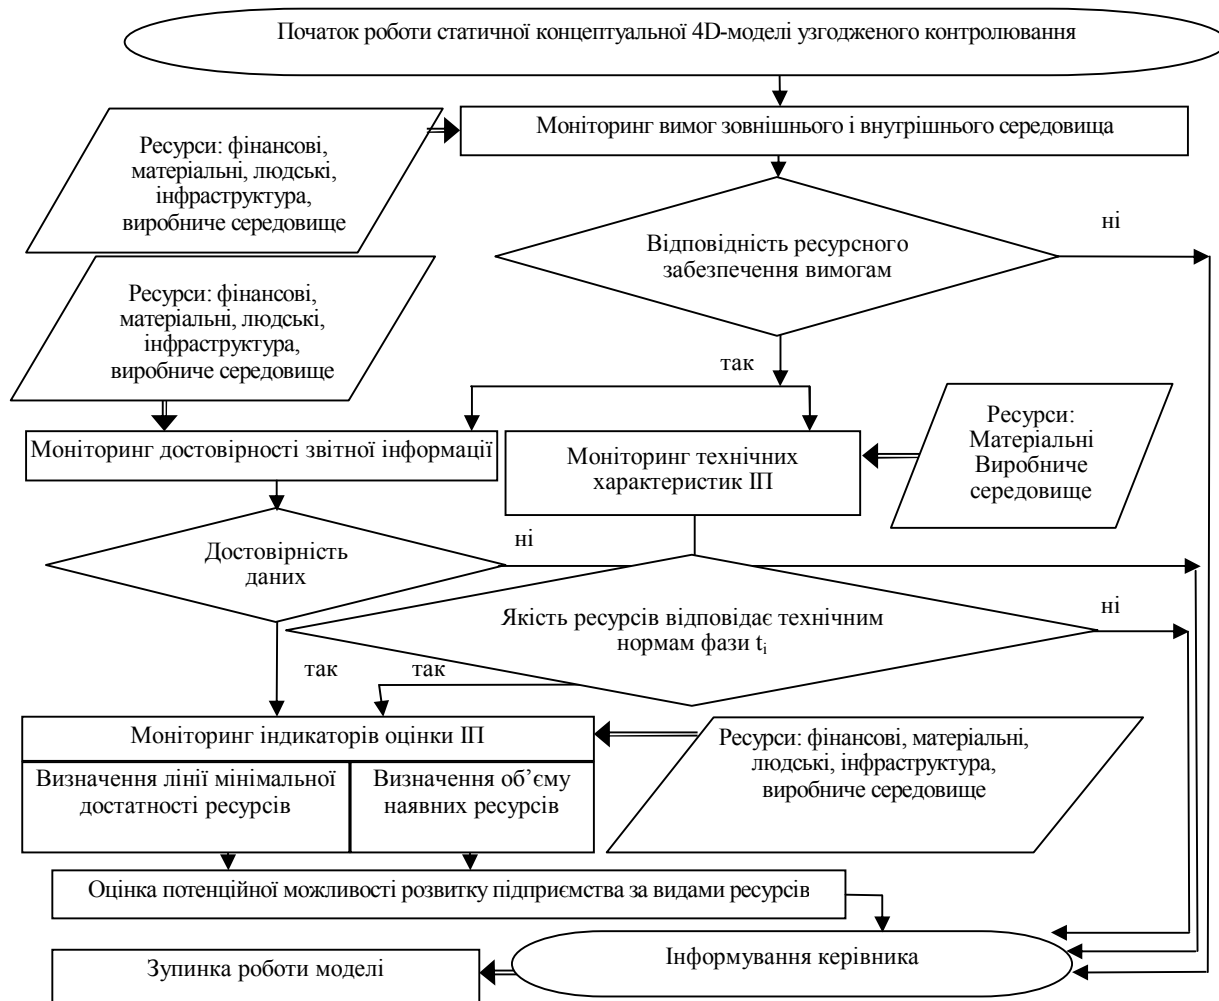 Початок роботи статичної концептуальної 4D-моделі узгодженого контролювання
Моніторинг вимог зовнішнього і внутрішнього середовища
Ресурси: фінансові,
матеріальні, людські,
інфраструктура,
виробниче середовище
ні
Відповідність ресурсного
забезпечення вимогам
Ресурси: фінансові,
матеріальні, людські,
інфраструктура,
виробниче середовище
так
Ресурси:
Матеріальні
Виробниче
середовище
Моніторинг достовірності звітної інформації
Моніторинг технічних
характеристик ІП
ні
Достовірність
даних
ні
Якість ресурсів відповідає технічним
нормам фази ti
так
так
Моніторинг індикаторів оцінки ІП
Ресурси: фінансові, матеріальні,
людські, інфраструктура,
виробниче середовище
Визначення лінії мінімальної
достатності ресурсів
Визначення об’єму
наявних ресурсів
Оцінка потенційної можливості розвитку підприємства за видами ресурсів
Інформування керівника
Зупинка роботи моделі